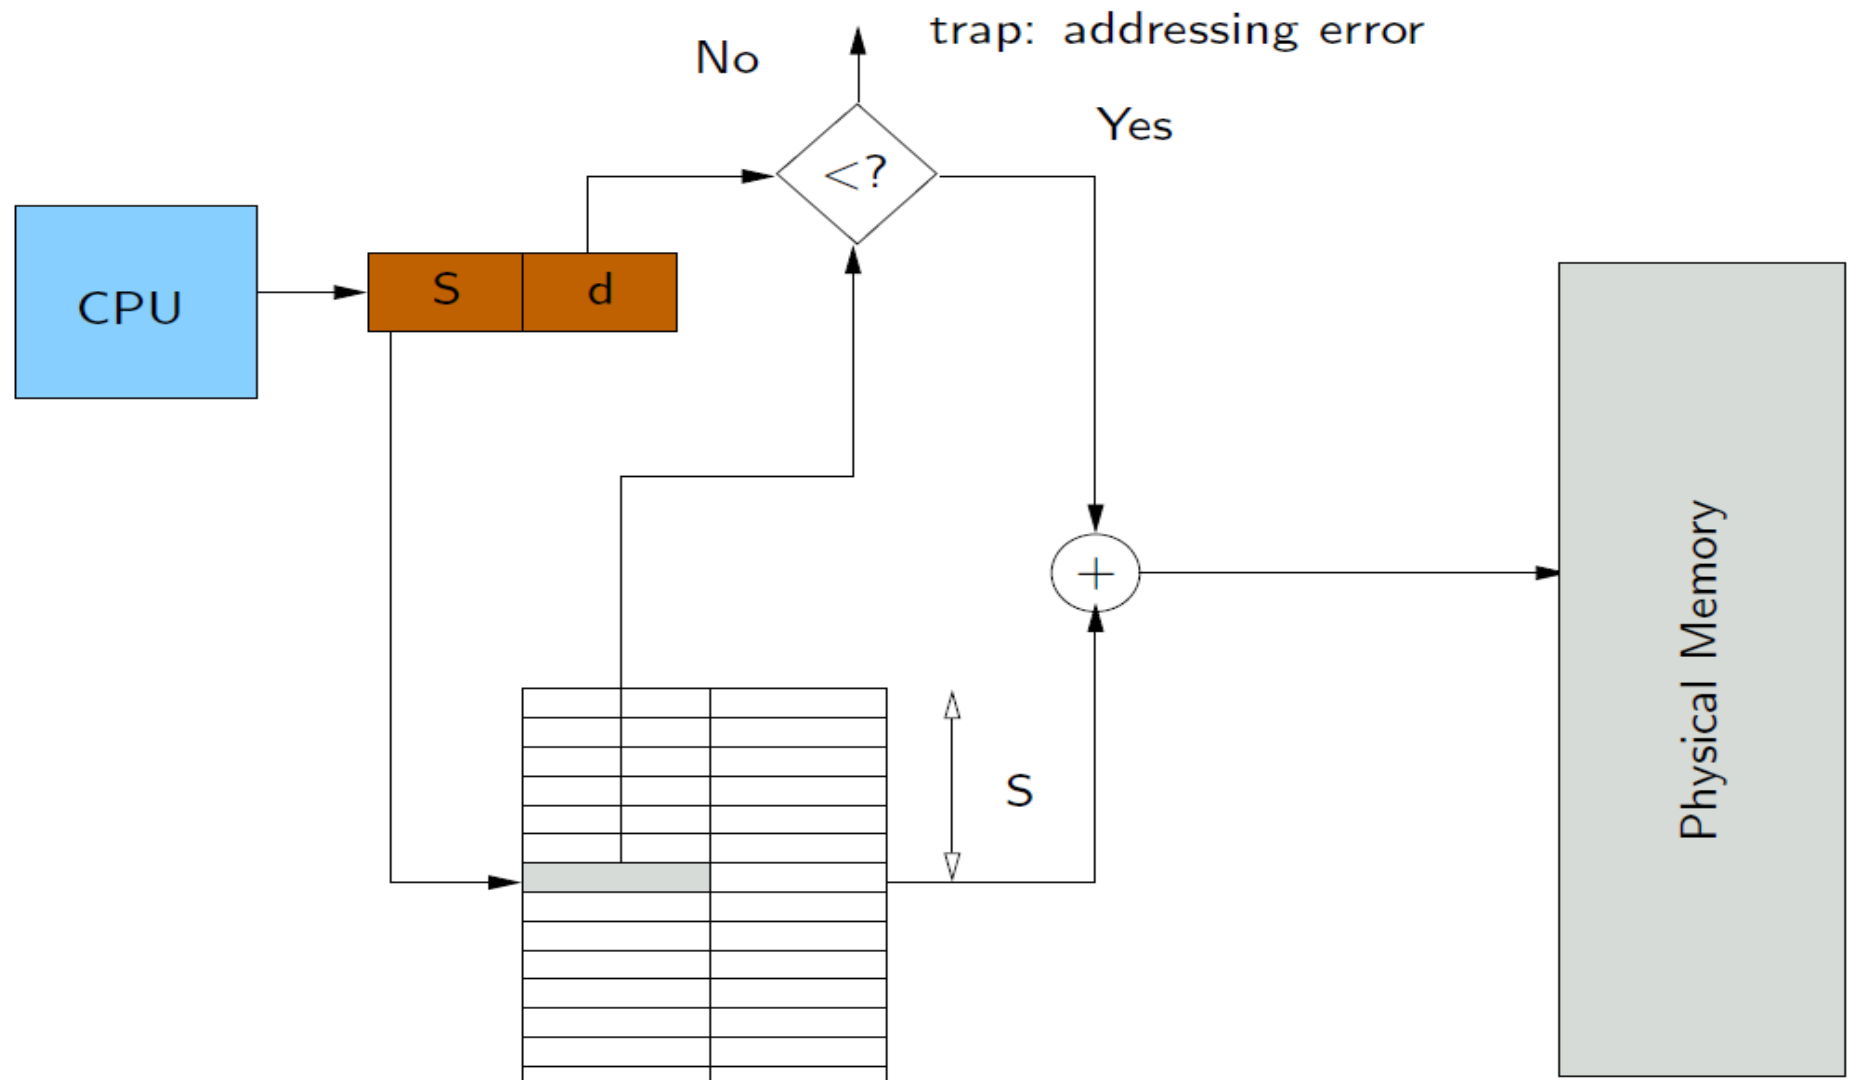 trap: addressing error
No
Yes
<?
CPU
S
d
+
S
Physical Memory